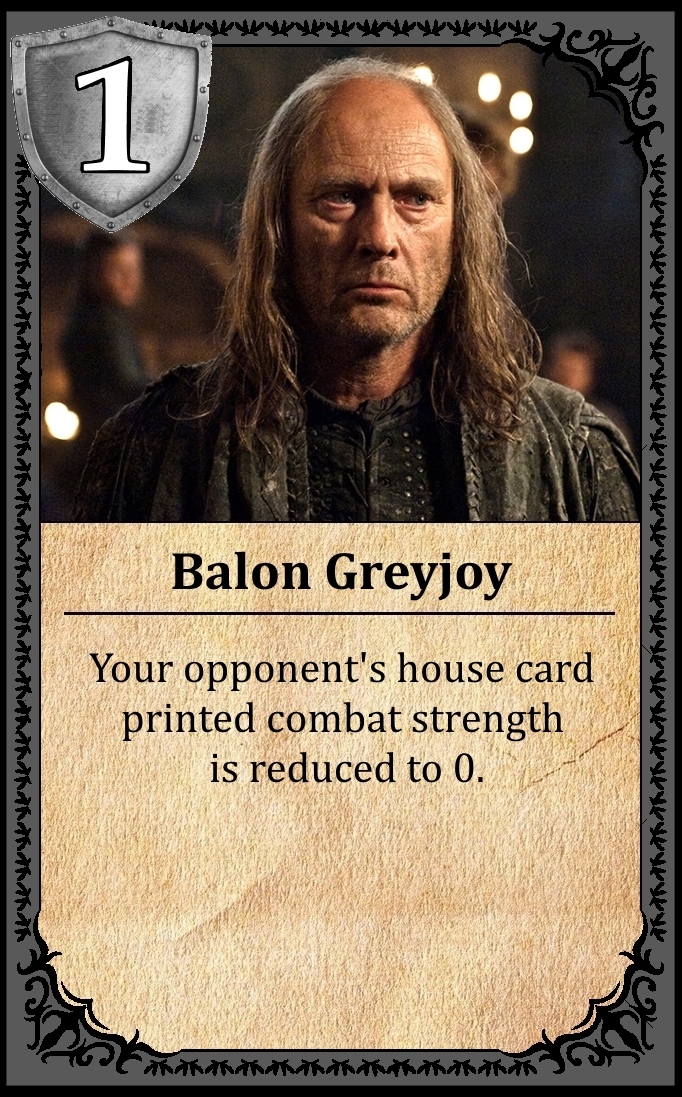 1
Balon Greyjoy
Your opponent's house card
printed combat strength
is reduced to 0.